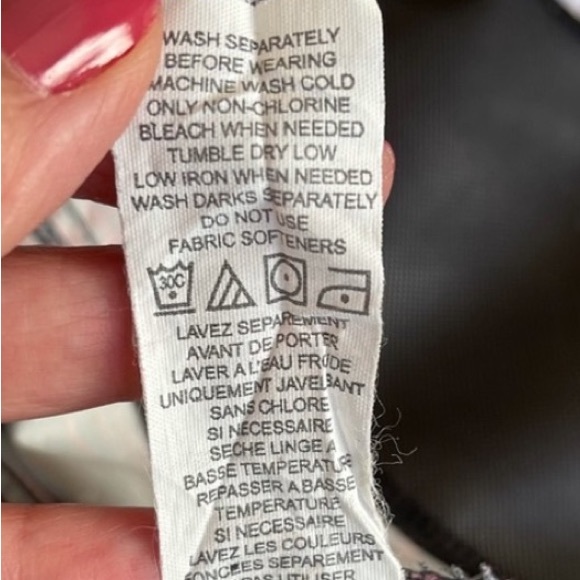 WASH SEPARATELY
BEFORE WEARING
MACHINE WASH COLD
ONLY NON-CHLORINE
BLEACH WHEN NEEDED
TUMBLE DRY LOW
LOW IRON WHEN NEEDED
WASH DARKS SEPARATELY
DO NOT USE
FABRIC SOFTENERS
30C
LAVEZ SEPAREMENT
AVANT DE PORTER
LAVER A L'EAU FROIDE
UNIQUEMENT JAVELISANT
SANS CHLORE
SI NECESSAIRE
SECHE LINGE A
BASSE TEMPERATURE
REPASSER A BASSE
TEMPERATURE
SI NECESSAIRE
LAVEZ LES COULEURS
FONCEES SEPAREMENT
PAS UTILISER